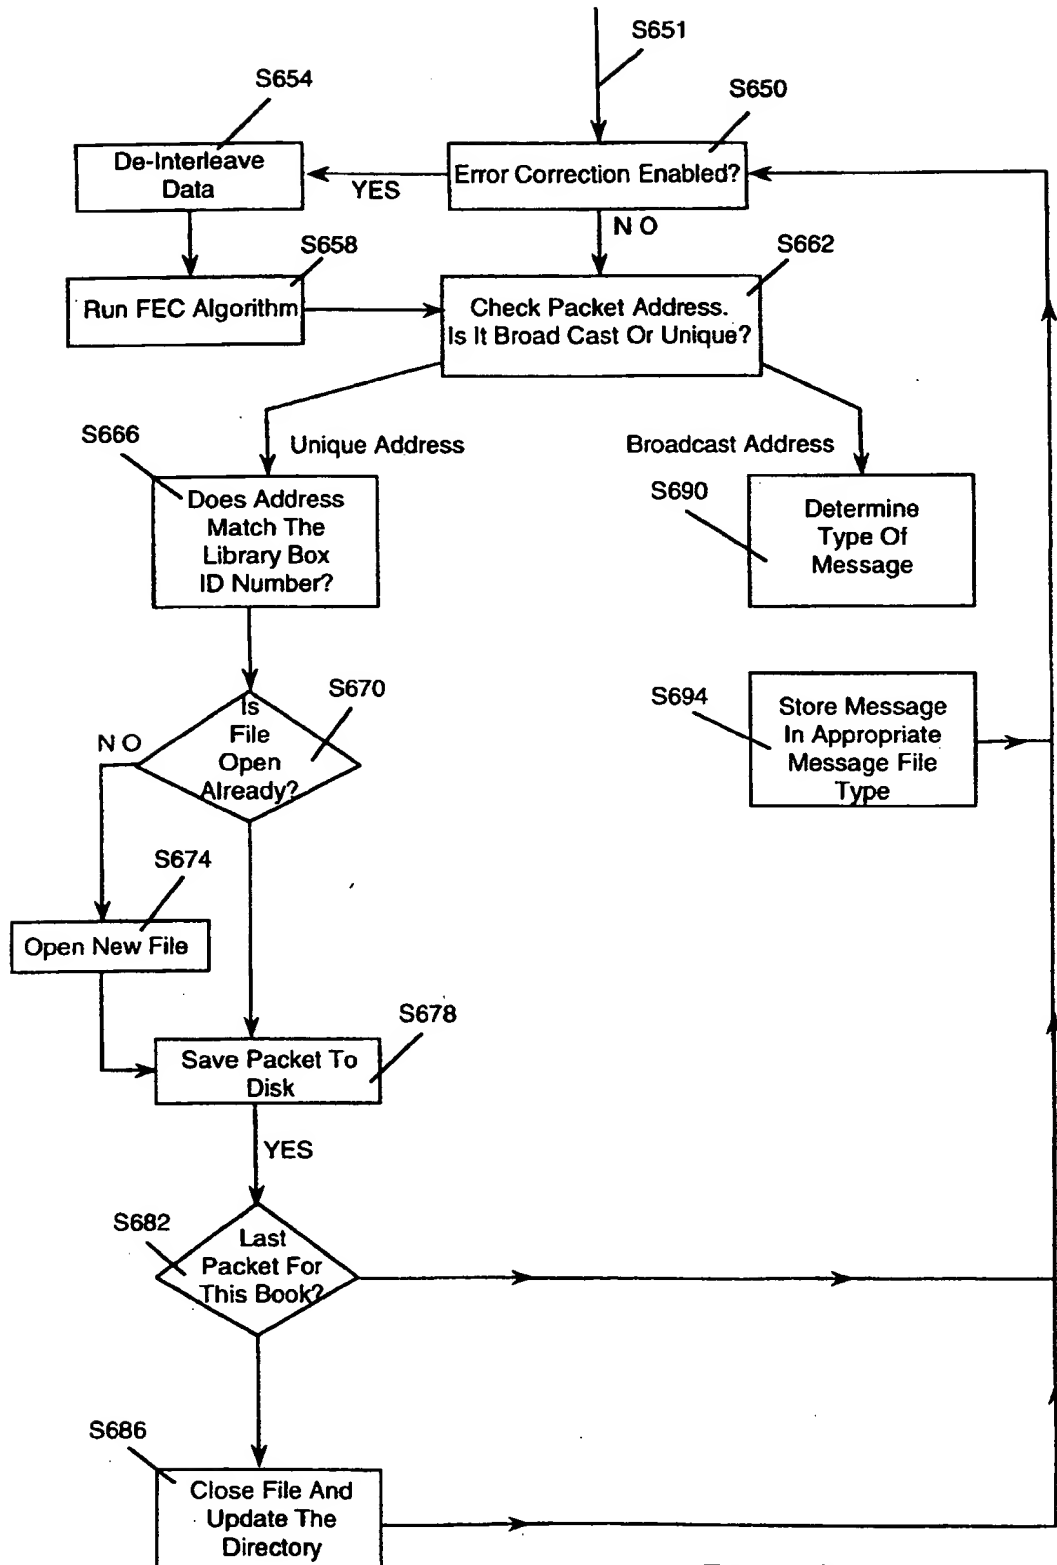 S651
S654
S650
De-Interleave
Data
YES
Error Correction Enabled?
N O
S658
S662
Run FEC Algorithm
Check Packet Address.
Is It Broad Cast Or Unique?
S666
Unique Address
Broadcast Address
S690
Does Address
Match The
Library Box
ID Number?
Determine
Type Of
Message
S670
S694
Is
File
Open
Already?
N O
Store Message
In Appropriate
Message File
Type
S674
Open New File
S678
Save Packet To
Disk
YES
S682
Last
Packet For
This Book?
S686
Close File And
Update The
Directory